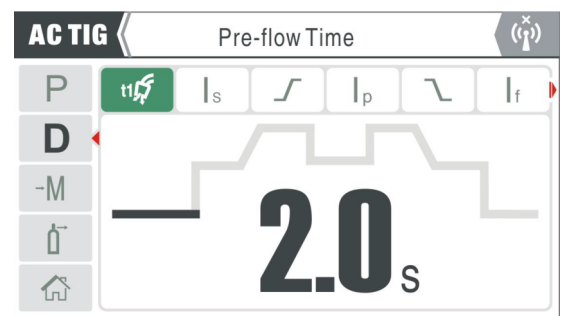 AC TIG Pre-flow Time
P t1 Is Ip If
D
-M
2.0 s